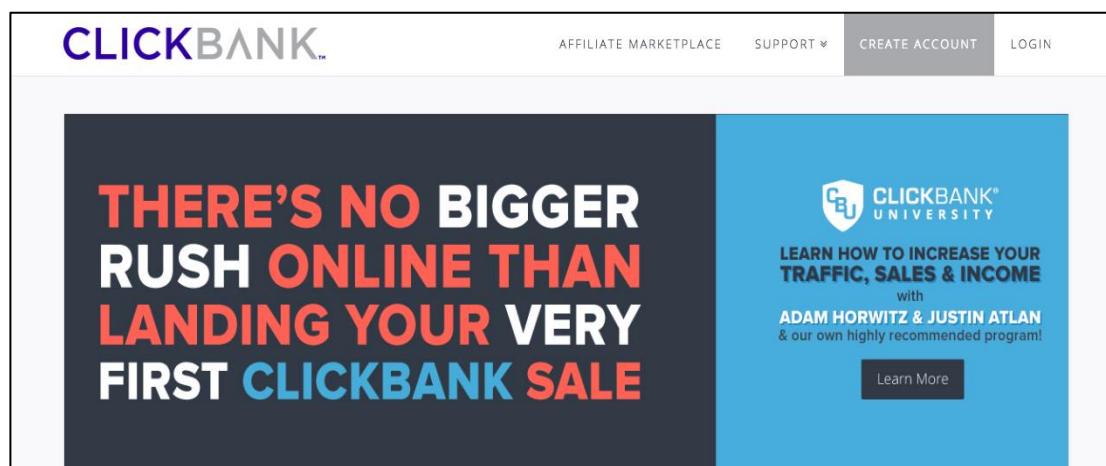 CLICKBANK™
AFFILIATE MARKETPLACE SUPPORT CREATE ACCOUNT LOGIN
THERE'S NO BIGGER
RUSH ONLINE THAN
LANDING YOUR VERY
FIRST CLICKBANK SALE
CBU
CLICKBANK®
UNIVERSITY
LEARN HOW TO INCREASE YOUR
TRAFFIC, SALES & INCOME
with
ADAM HORWITZ & JUSTIN ATLAN
& our own highly recommended program!
Learn More